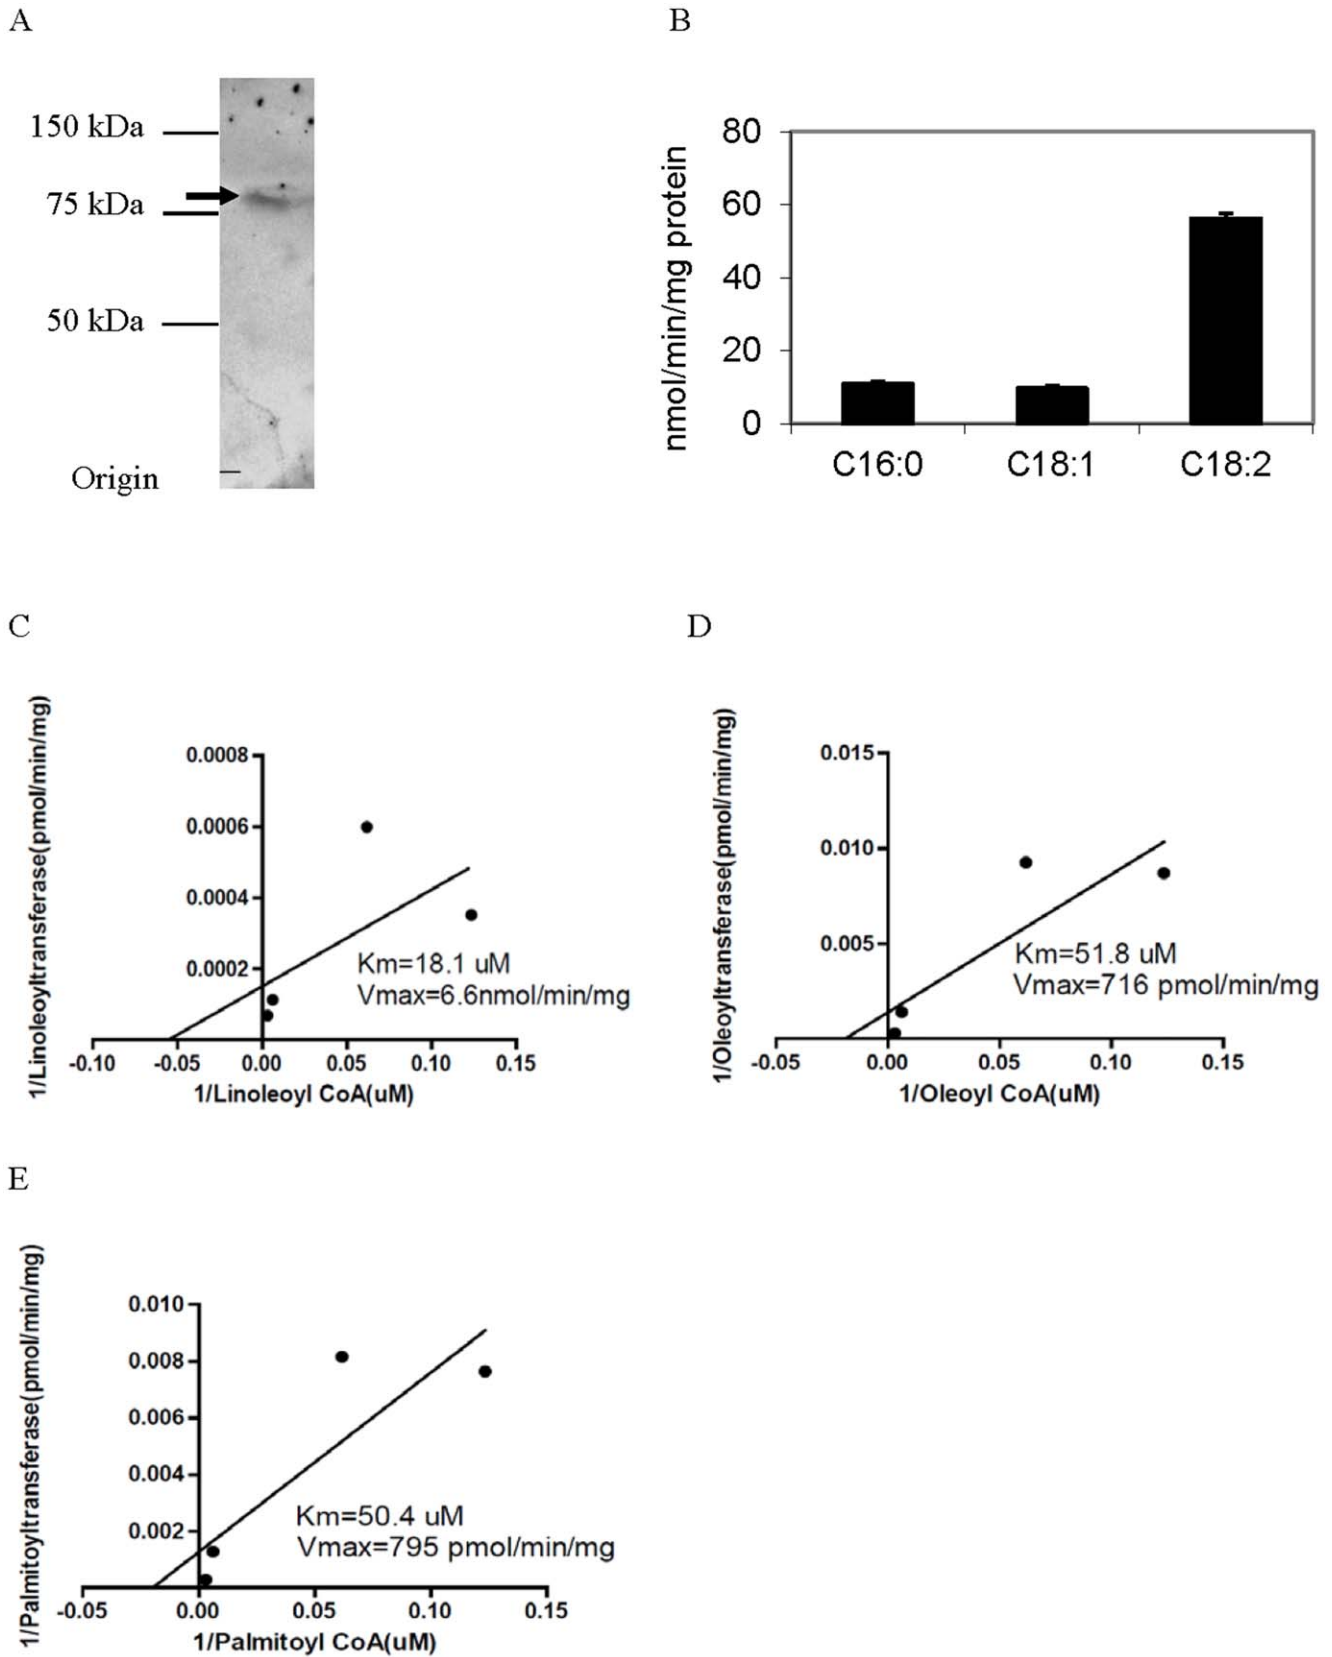 A
150 kDa
75 kDa
50 kDa
Origin
B
nmol/min/mg protein
80
60
40
20
0
C16:0
C18:1
C18:2
C
1/Linoleoyltransferase(pmol/min/mg)
0.0008
0.0006
0.0004
0.0002
Km=18.1 uM
Vmax=6.6nmol/min/mg
-0.10
-0.05
0.00
0.05
0.10
0.15
1/Linoleoyl CoA(uM)
D
1/Oleoyltransferase(pmol/min/mg)
0.015
0.010
0.005
Km=51.8 uM
Vmax=716 pmol/min/mg
-0.05
0.00
0.05
0.10
0.15
1/Oleoyl CoA(uM)
E
1/Palmitoyltransferase(pmol/min/mg)
0.010
0.008
0.006
0.004
0.002
Km=50.4 uM
Vmax=795 pmol/min/mg
-0.05
0.00
0.05
0.10
0.15
1/Palmitoyl CoA(uM)